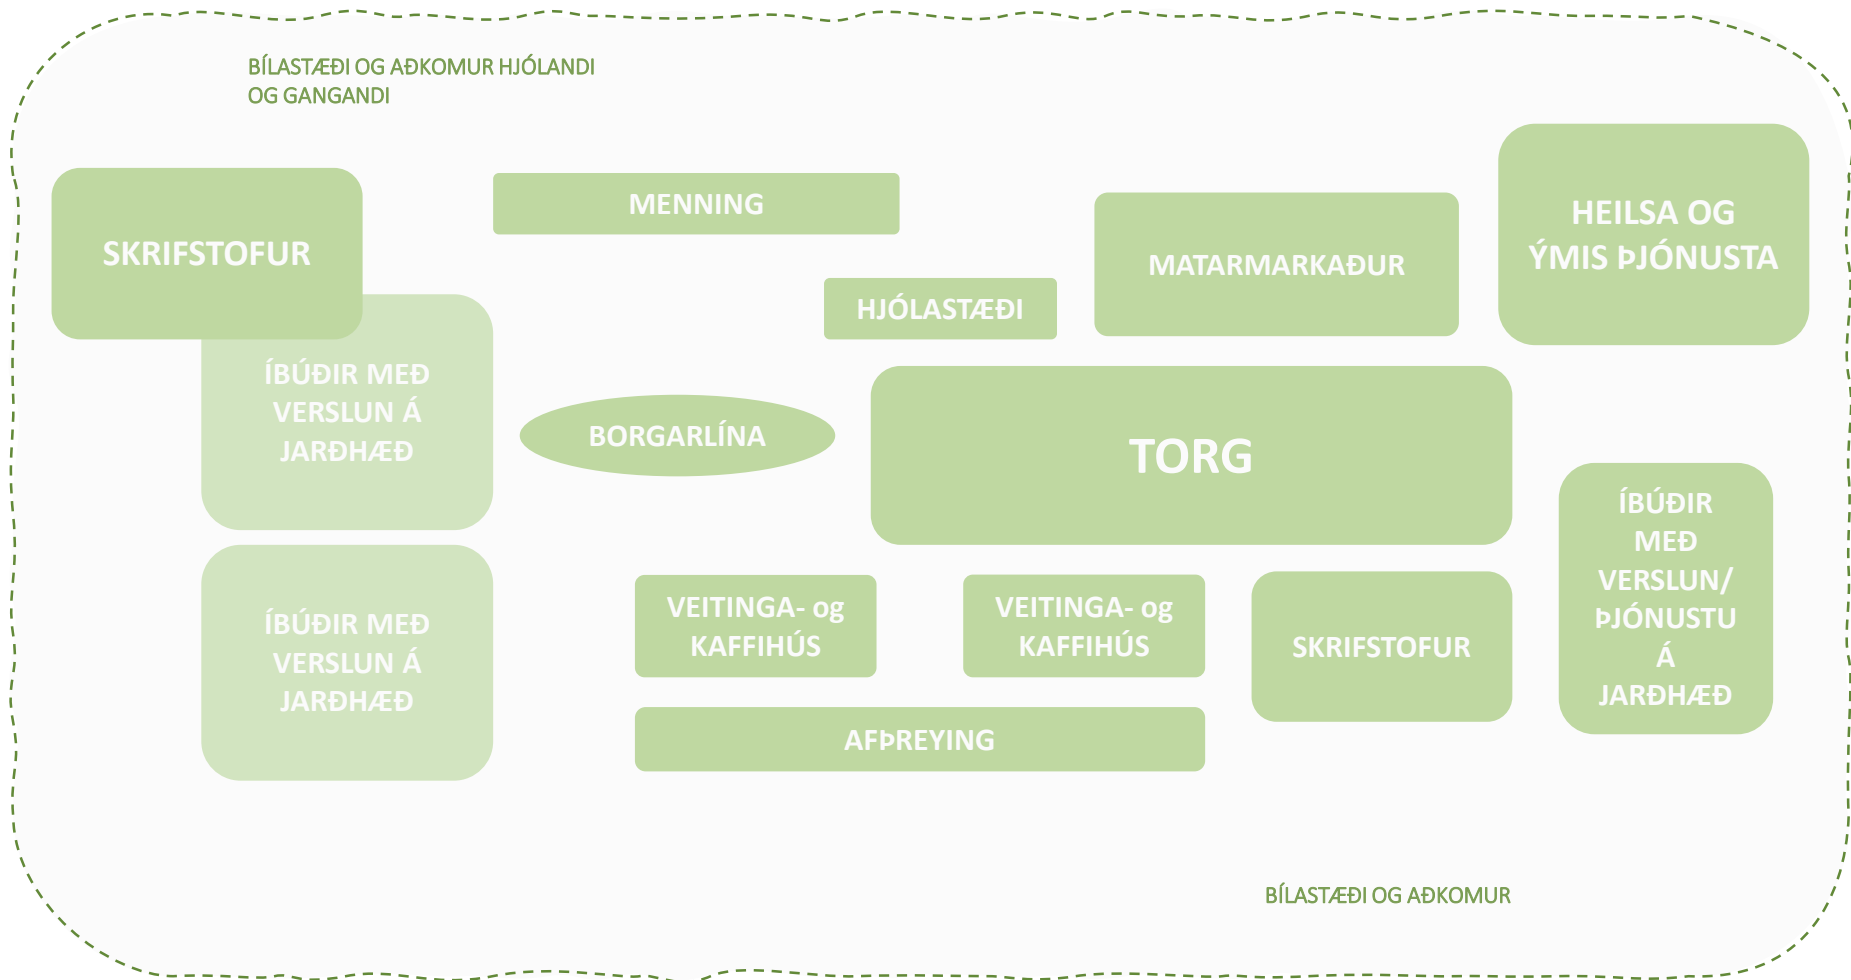 BÍLASTÆÐI OG AÐKOMUR HJÓLANDI
OG GANGANDI
SKRIFSTOFUR
MENNING
MATARMARKAÐUR
HEILSA OG
ÝMIS ÞJÓNUSTA
HJÓLASTÆÐI
ÍBÚÐIR MEÐ
VERSLUN Á
JARÐHÆÐ
BORGARLÍNA
TORG
ÍBÚÐIR
MEÐ
VERSLUN/
ÞJÓNUSTU
Á
JARÐHÆÐ
ÍBÚÐIR MEÐ
VERSLUN Á
JARÐHÆÐ
VEITINGA- og
KAFFIHÚS
VEITINGA- og
KAFFIHÚS
SKRIFSTOFUR
AFÞREYING
BÍLASTÆÐI OG AÐKOMUR